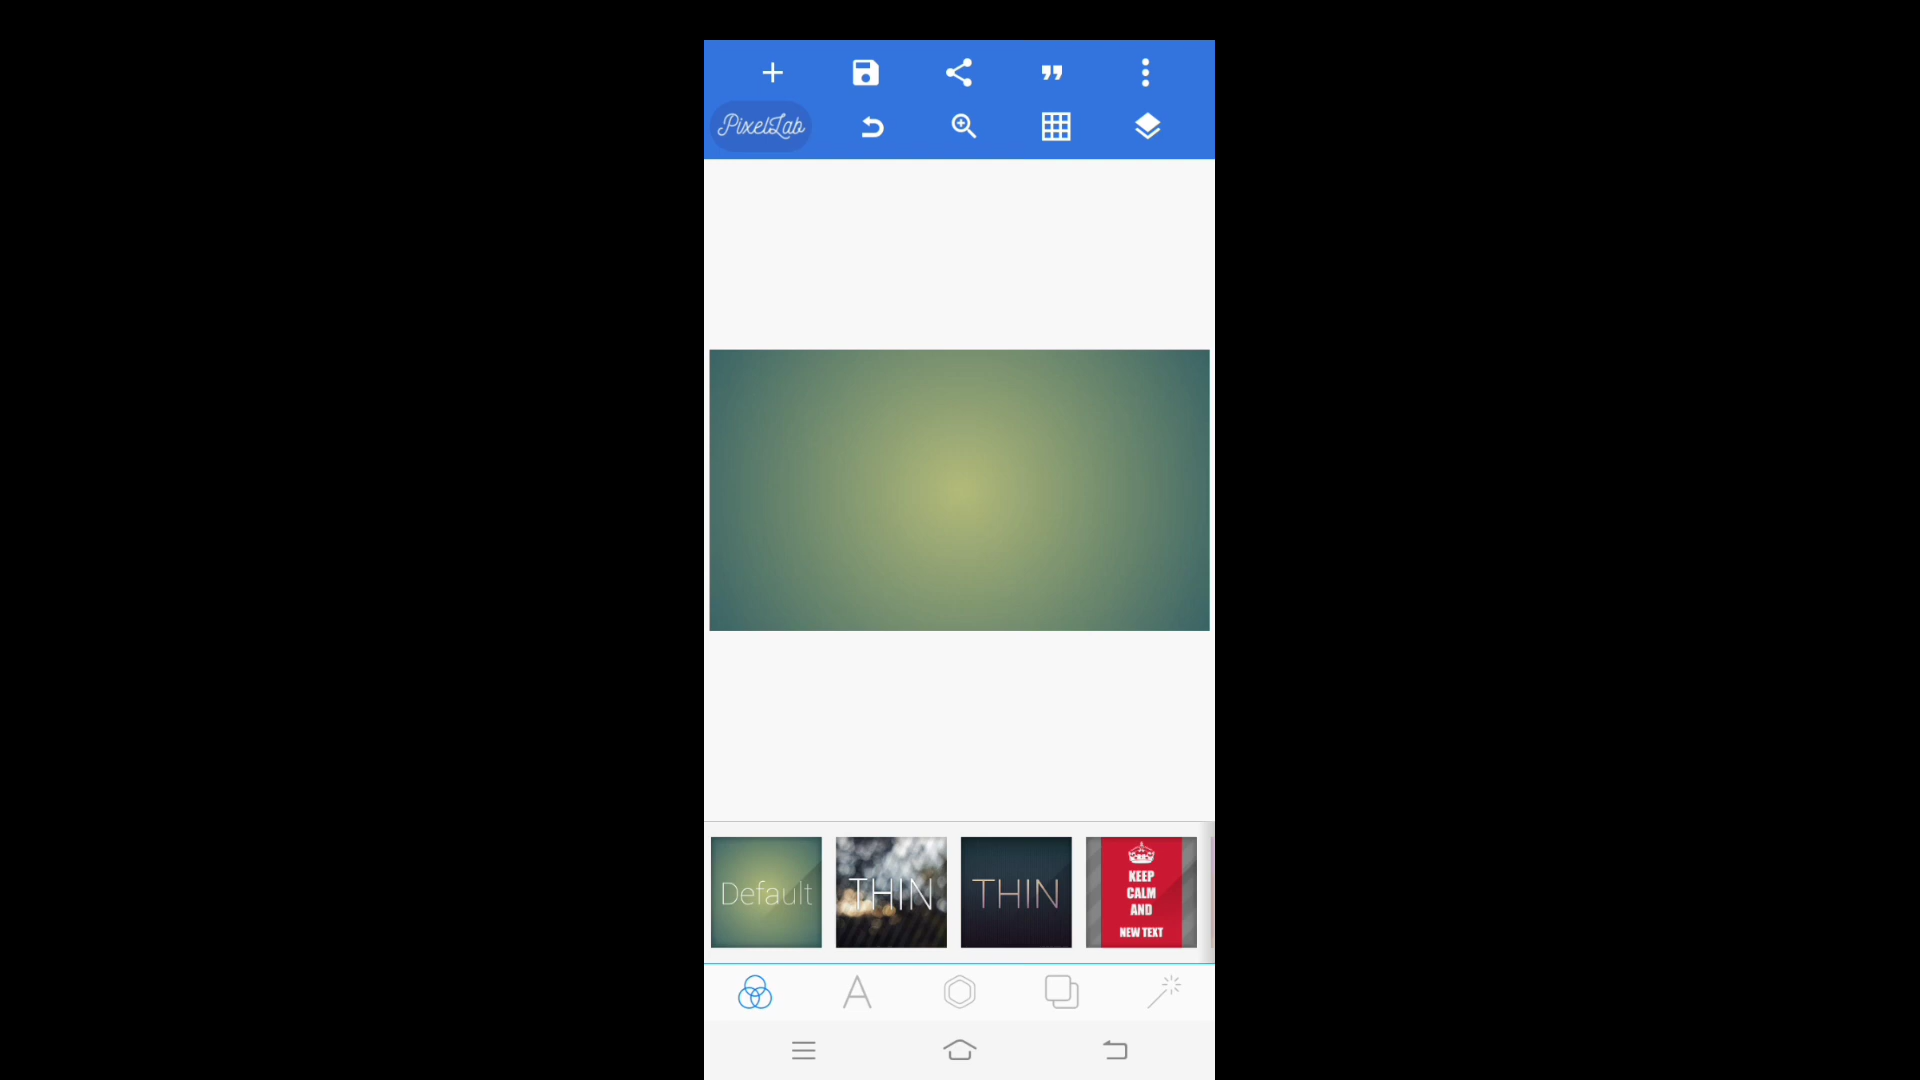 PixelLab
Default
THIN
THIN
KEEP
CALM
AND
NEW TEXT